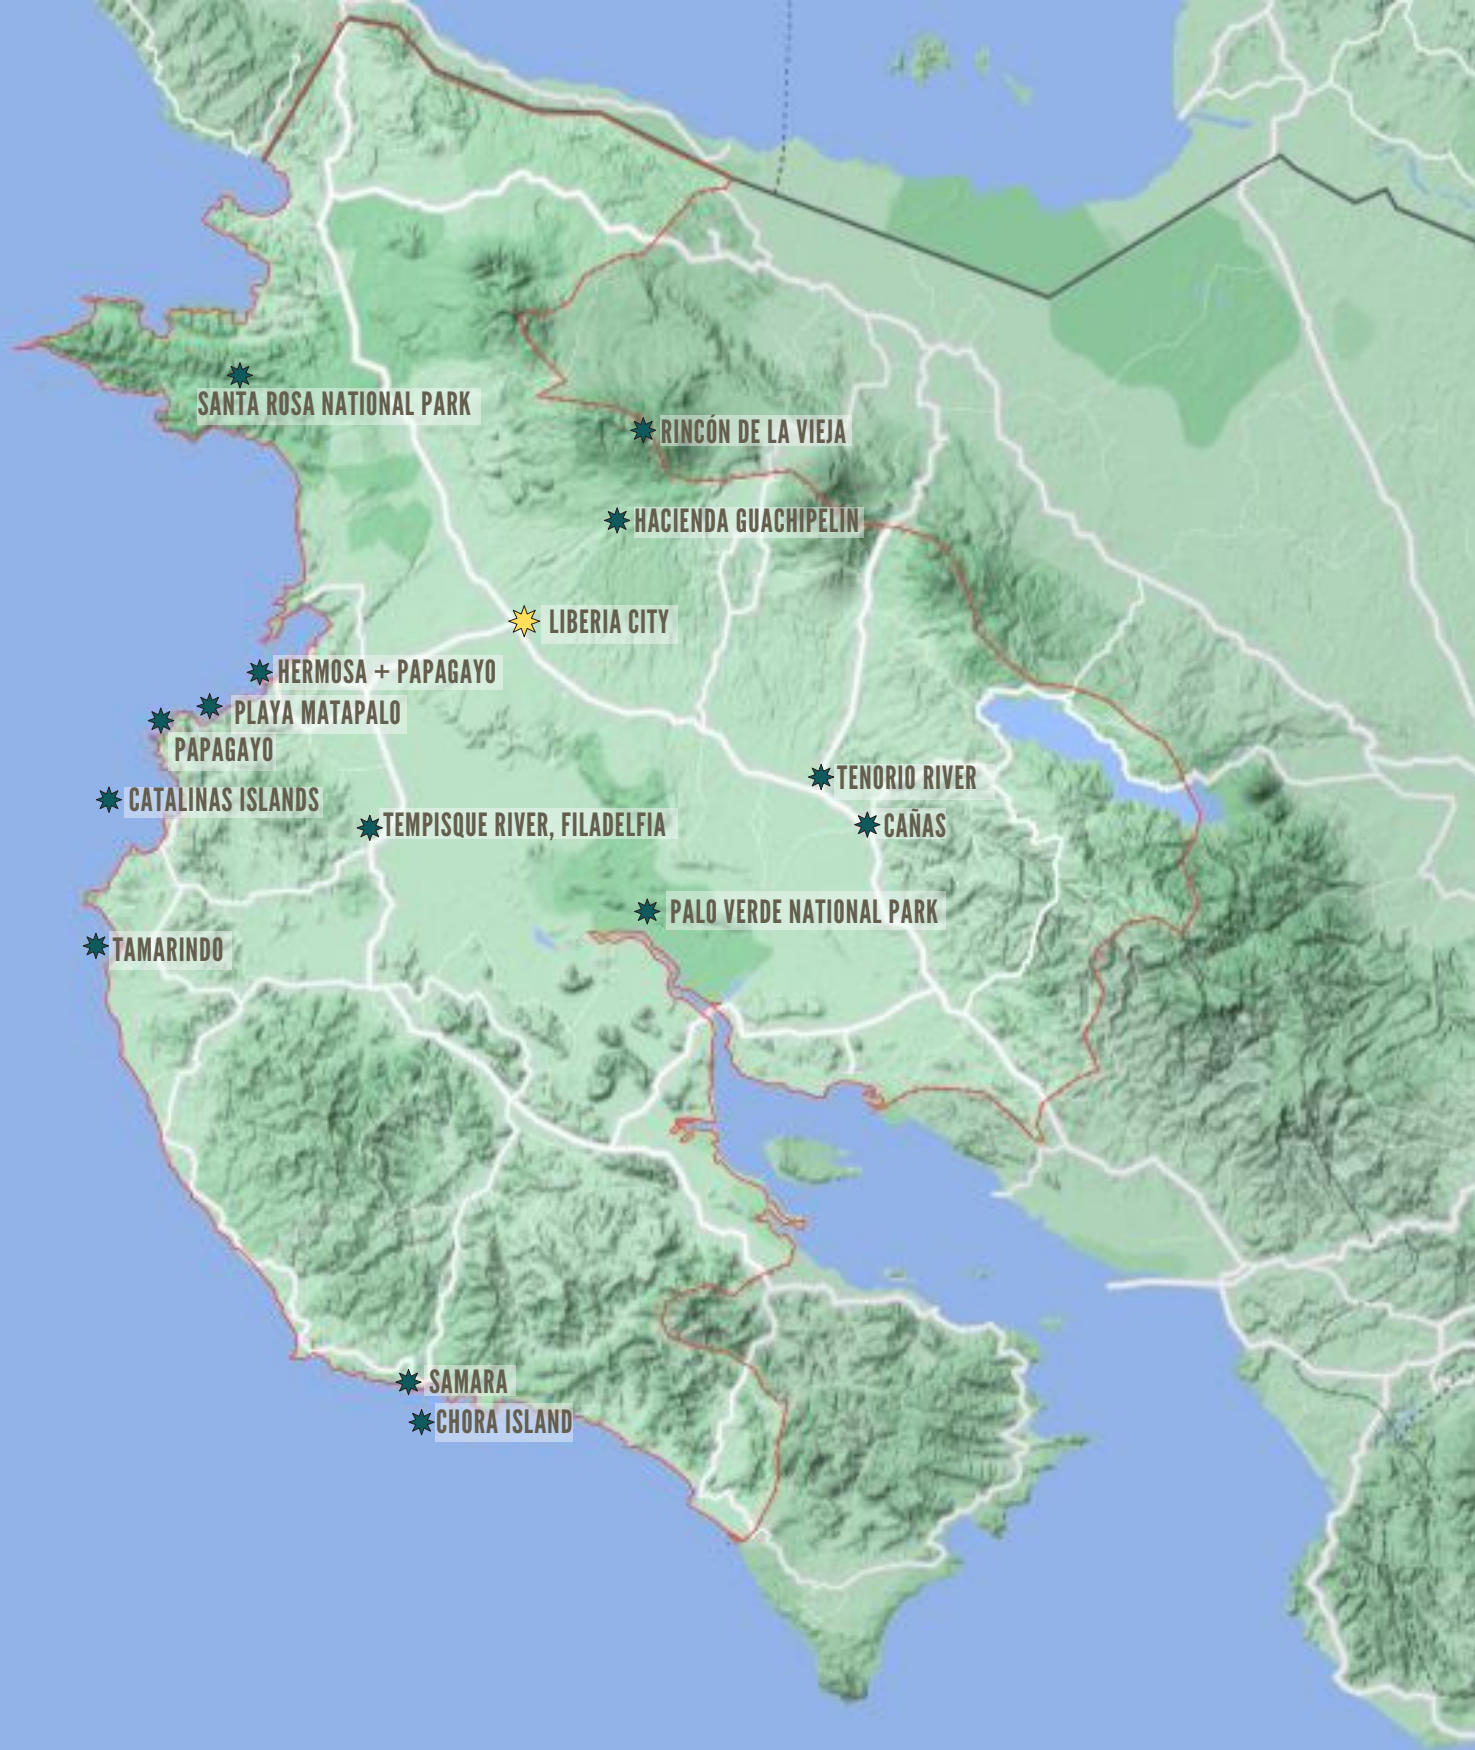 SANTA ROSA NATIONAL PARK
RINCÓN DE LA VIEJA
HACIENDA GUACHIPELÍN
LIBERIA CITY
HERMOSA + PAPAGAYO
PLAYA MATAPALO
PAPAGAYO
CATALINAS ISLANDS
TENORIO RIVER
TEMPISQUE RIVER, FILADELFIA
CAÑAS
PALO VERDE NATIONAL PARK
TAMARINDO
SAMARA
CHORA ISLAND